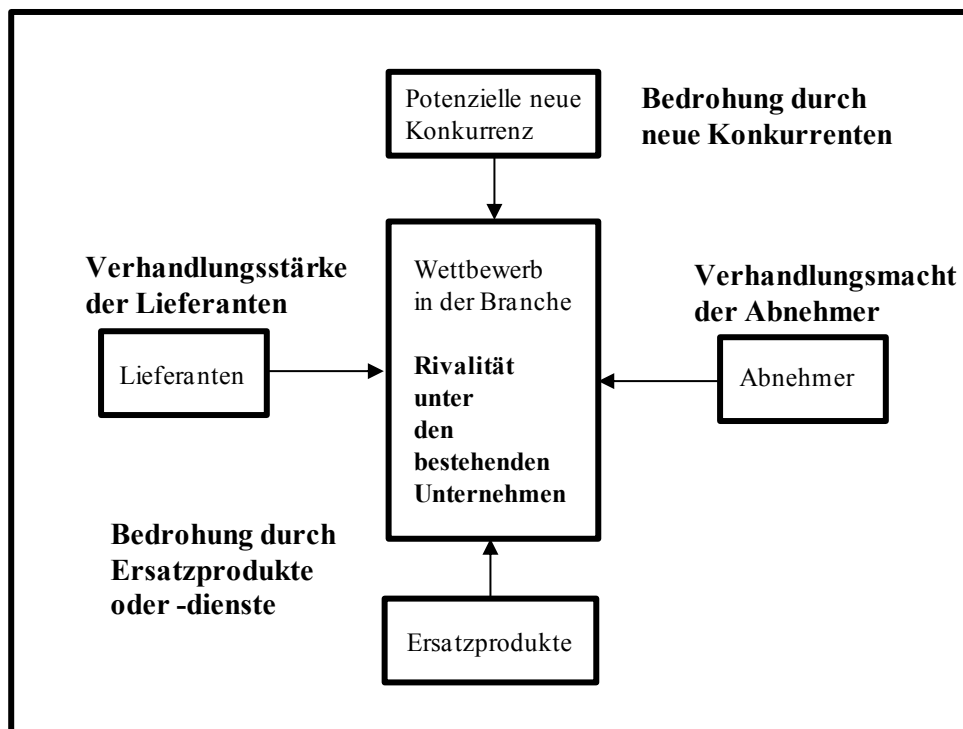 Potenzielle neue
Konkurrenz
Bedrohung durch
neue Konkurrenten
Verhandlungsstärke
der Lieferanten
Lieferanten
Wettbewerb
in der Branche
Rivalität
unter
den
bestehenden
Unternehmen
Verhandlungsmacht
der Abnehmer
Abnehmer
Bedrohung durch
Ersatzprodukte
oder -dienste
Ersatzprodukte